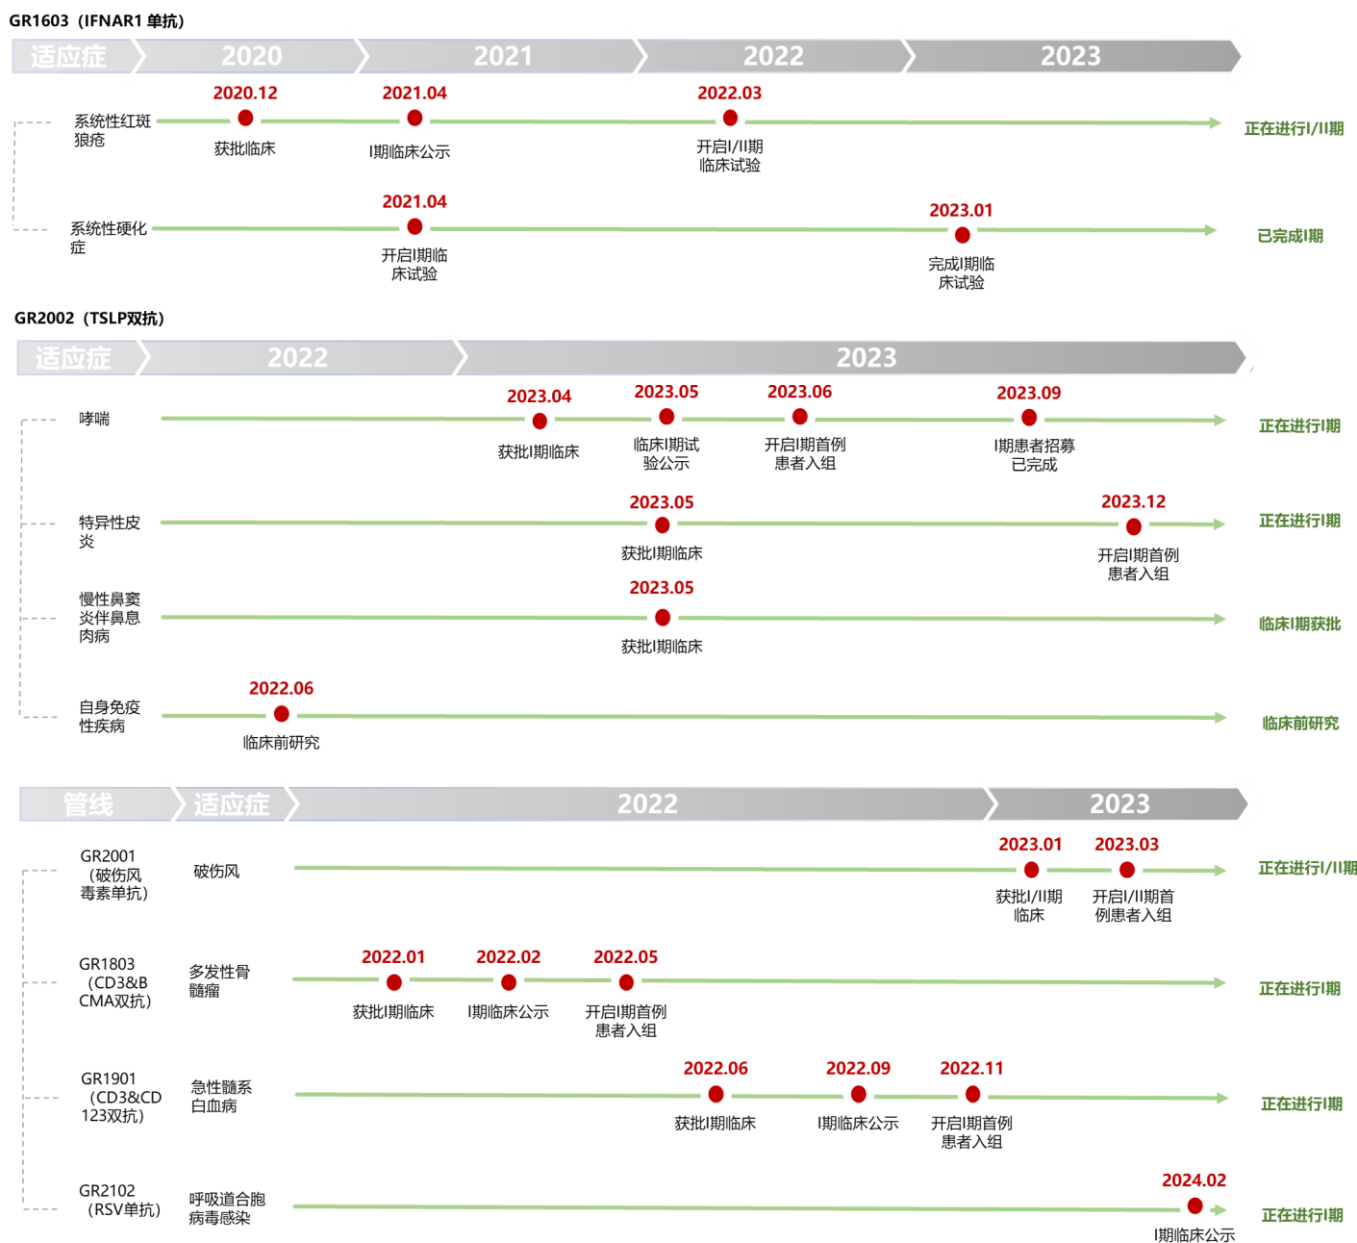 GR1603（IFNAR1 单抗）
适应症
2020
2021
2022
2023
2020.12
2021.04
2022.03
系统性红斑
狼疮
获批临床
I期临床公示
开启I/II期
临床试验
正在进行I/II期
2021.04
2023.01
系统性硬化
症
开启I期临
床试验
完成I期临
床试验
已完成I期
GR2002（TSLP双抗）
适应症
2022
2023
2023.04
2023.05
2023.06
2023.09
哮喘
获批I期临床
临床I期试
验公示
开启I期首例
患者入组
I期患者招募
已完成
正在进行I期
2023.05
2023.12
特异性皮
炎
获批I期临床
开启I期首例
患者入组
正在进行I期
2023.05
慢性鼻窦
炎伴鼻息
肉病
获批I期临床
临床I期获批
2022.06
自身免疫
性疾病
临床前研究
临床前研究
管线
适应症
2022
2023
2023.01
2023.03
GR2001
（破伤风
毒素单抗）
破伤风
获批I/II期
临床
开启I/II期首
例患者入组
正在进行I/II期
2022.01
2022.02
2022.05
GR1803
（CD3&B
CMA双抗）
多发性骨
髓瘤
获批I期临床
I期临床公示
开启I期首例
患者入组
正在进行I期
2022.06
2022.09
2022.11
GR1901
（CD3&CD
123双抗）
急性髓系
白血病
获批I期临床
I期临床公示
开启I期首例
患者入组
正在进行I期
2024.02
GR2102
（RSV单抗）
呼吸道合胞
病毒感染
I期临床公示
正在进行I期